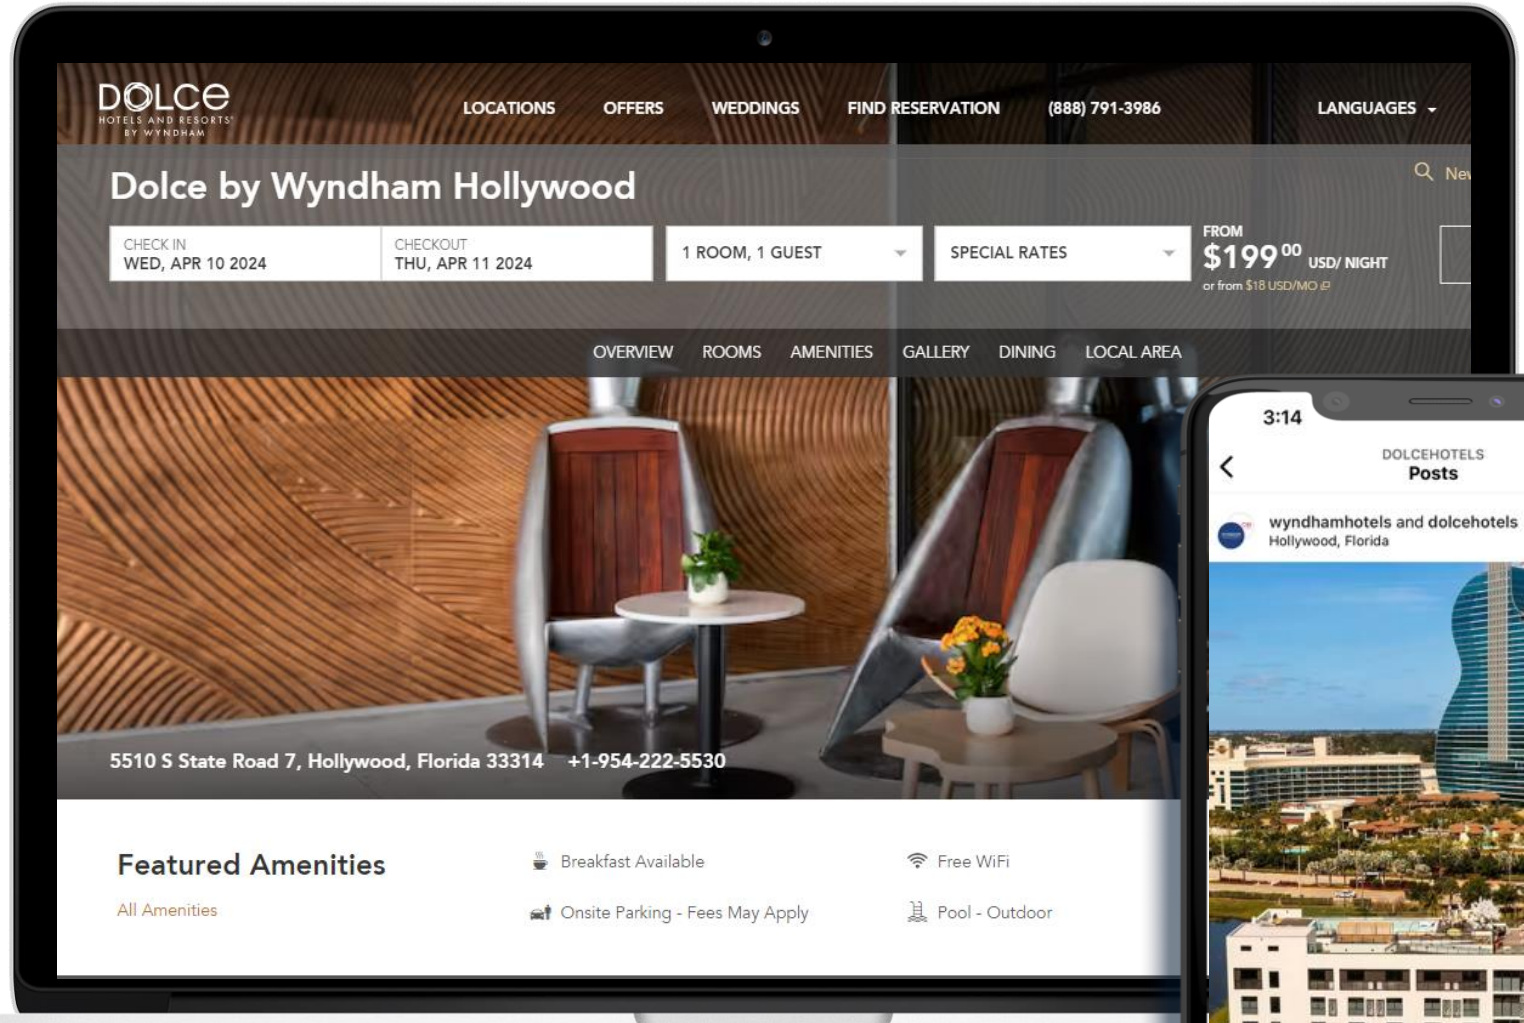 DOLCE
HOTELS AND RESORTS®
BY WYNDHAM
LOCATIONS OFFERS WEDDINGS FIND RESERVATION (888) 791-3986 LANGUAGES
Dolce by Wyndham Hollywood
CHECK IN
WED, APR 10 2024
CHECKOUT
THU, APR 11 2024
1 ROOM, 1 GUEST
SPECIAL RATES
FROM
$199 00 USD/ NIGHT
or from $18 USD/MO
OVERVIEW ROOMS AMENITIES GALLERY DINING LOCAL AREA
5510 S State Road 7, Hollywood, Florida 33314 +1-954-222-5530
Featured Amenities
All Amenities
Breakfast Available
Free WiFi
Onsite Parking - Fees May Apply
Pool - Outdoor
3:14
DOLCEHOTELS
Posts
wyndhamhotels and dolcehotels
Hollywood, Florida